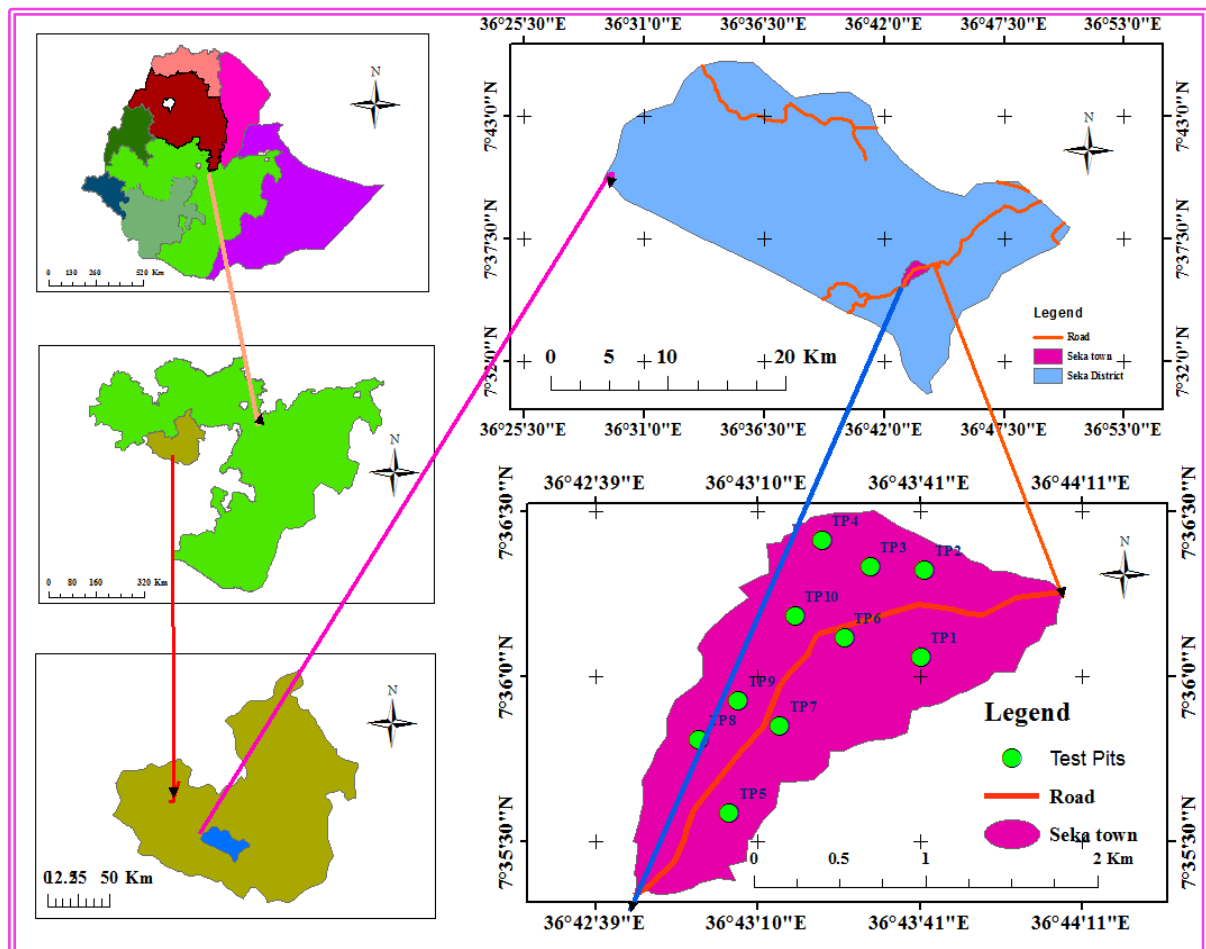 N
0 130 260 520 Km
N
0 80 160 320 Km
N
0 12.5 25 50 Km
36°25'30"E 36°31'0"E 36°36'30"E 36°42'0"E 36°47'30"E 36°53'0"E
7°43'0"N 7°43'0"N
N
7°37'30"N 7°37'30"N
Legend
Road
Seka town
Seka District
0 5 10 20 Km
7°32'0"N 7°32'0"N
36°25'30"E 36°31'0"E 36°36'30"E 36°42'0"E 36°47'30"E 36°53'0"E
36°42'39"E 36°43'10"E 36°43'41"E 36°44'11"E
7°36'30"N 7°36'30"N
TP4
N
TP3 TP2
TP10
TP6
TP1
7°36'0"N 7°36'0"N
TP9
TP7
TP8
TP5
Legend
Test Pits
Road
Seka town
7°35'30"N 7°35'30"N
0 0.5 1 2 Km
36°42'39"E 36°43'10"E 36°43'41"E 36°44'11"E